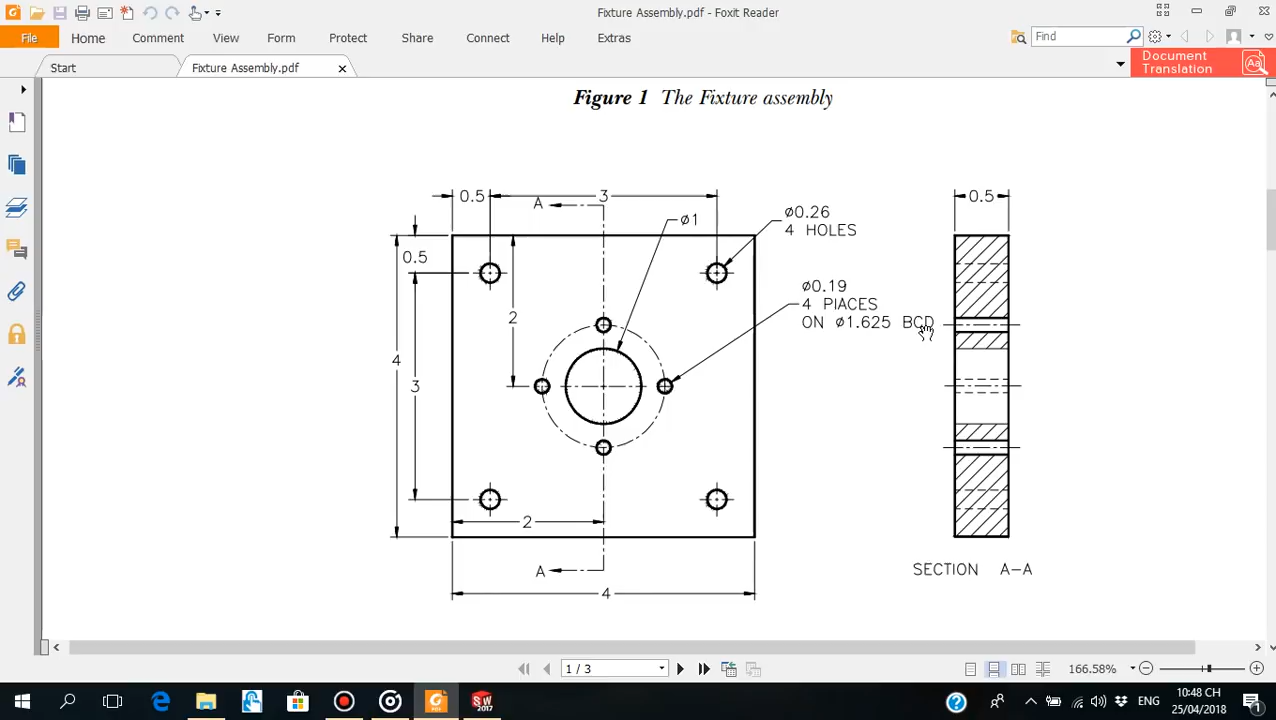 Fixture Assembly.pdf - Foxit Reader
File Home Comment View Form Protect Share Connect Help Extras
Find
Document
Translation
Start
Fixture Assembly.pdf
Figure 1 The Fixture assembly
0.5
3
A
ø1
ø0.26
4 HOLES
0.5
0.5
2
ø0.19
4 PIACES
ON ø1.625 BCD
4
3
2
A
4
SECTION A-A
1 / 3
166.58%
SW
2017
10:48 CH
25/04/2018